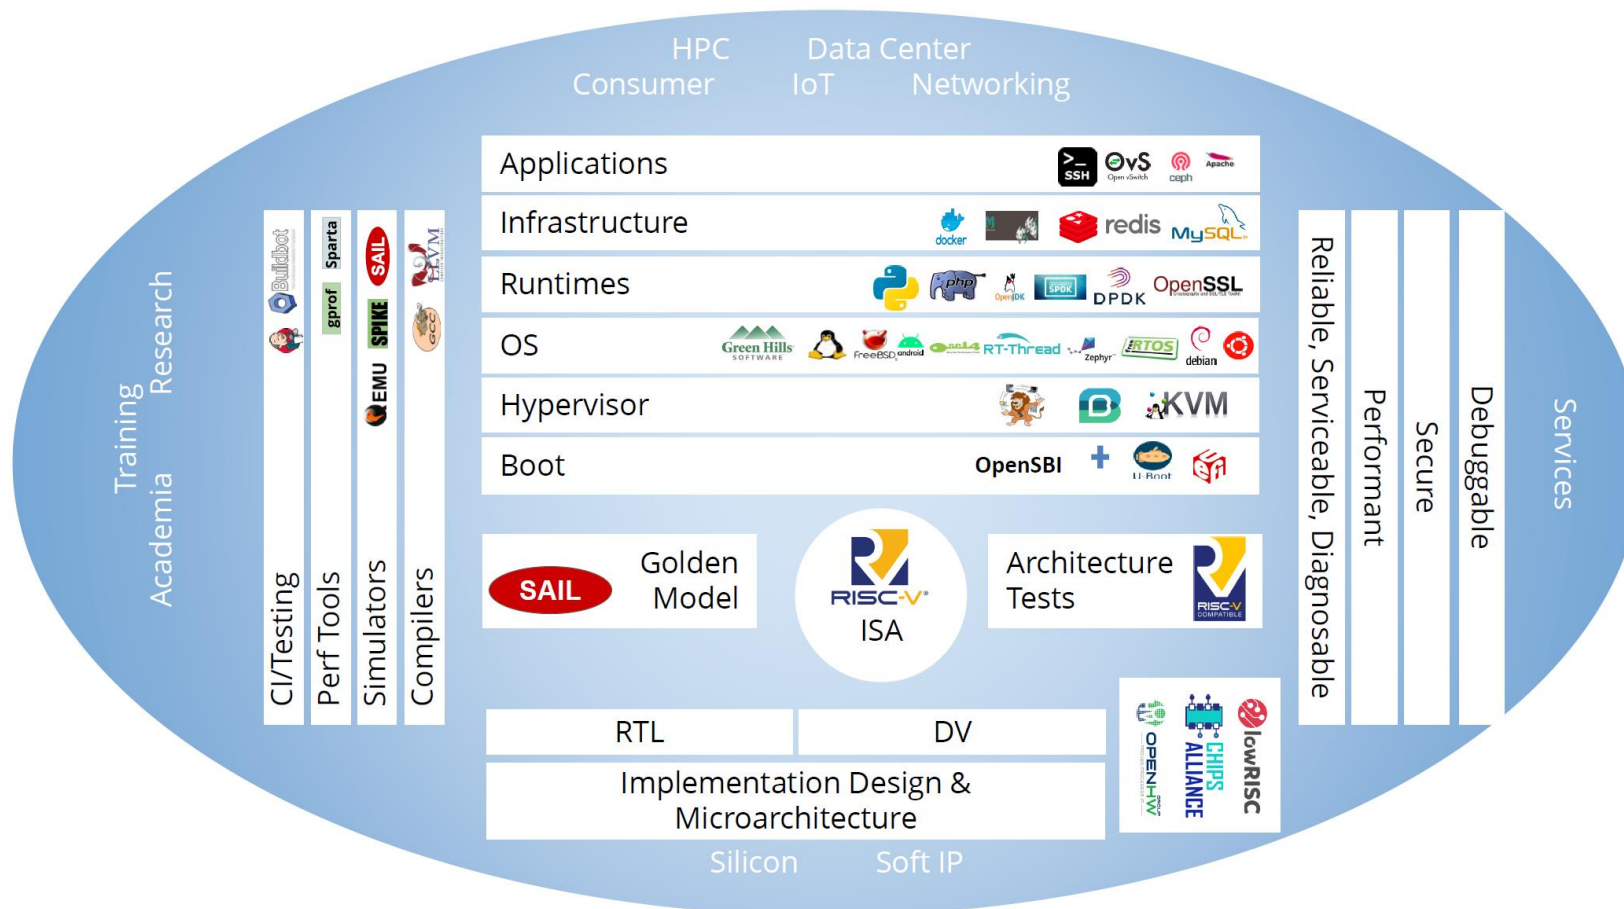 HPC Data Center
Consumer IoT Networking
Applications
>_
SSH
OvS
Open vSwitch
ceph
Apache
Infrastructure
docker
redis
MySQL
Runtimes
php
OpenJDK
SPDK
DPDK
OpenSSL
OS
Green Hills
SOFTWARE
FreeBSD
android
seL4
RT-Thread
Zephyr
FreeRTOS
debian
Hypervisor
KVM
Boot
OpenSBI
+
U-Boot
UEFI
SAIL
Golden
Model
RISC-V®
ISA
Architecture
Tests
RISC-V
COMPATIBLE
RTL
DV
Implementation Design &
Microarchitecture
OPENHW
GROUP
CHIPS
ALLIANCE
lowRISC
Silicon Soft IP
Training
Academia Research
CI/Testing
Buildbot
Perf Tools
gprof
Sparta
Simulators
QEMU
SPIKE
SAIL
Compilers
GCC
LLVM
Reliable, Serviceable, Diagnosable
Performant
Secure
Debuggable
Services